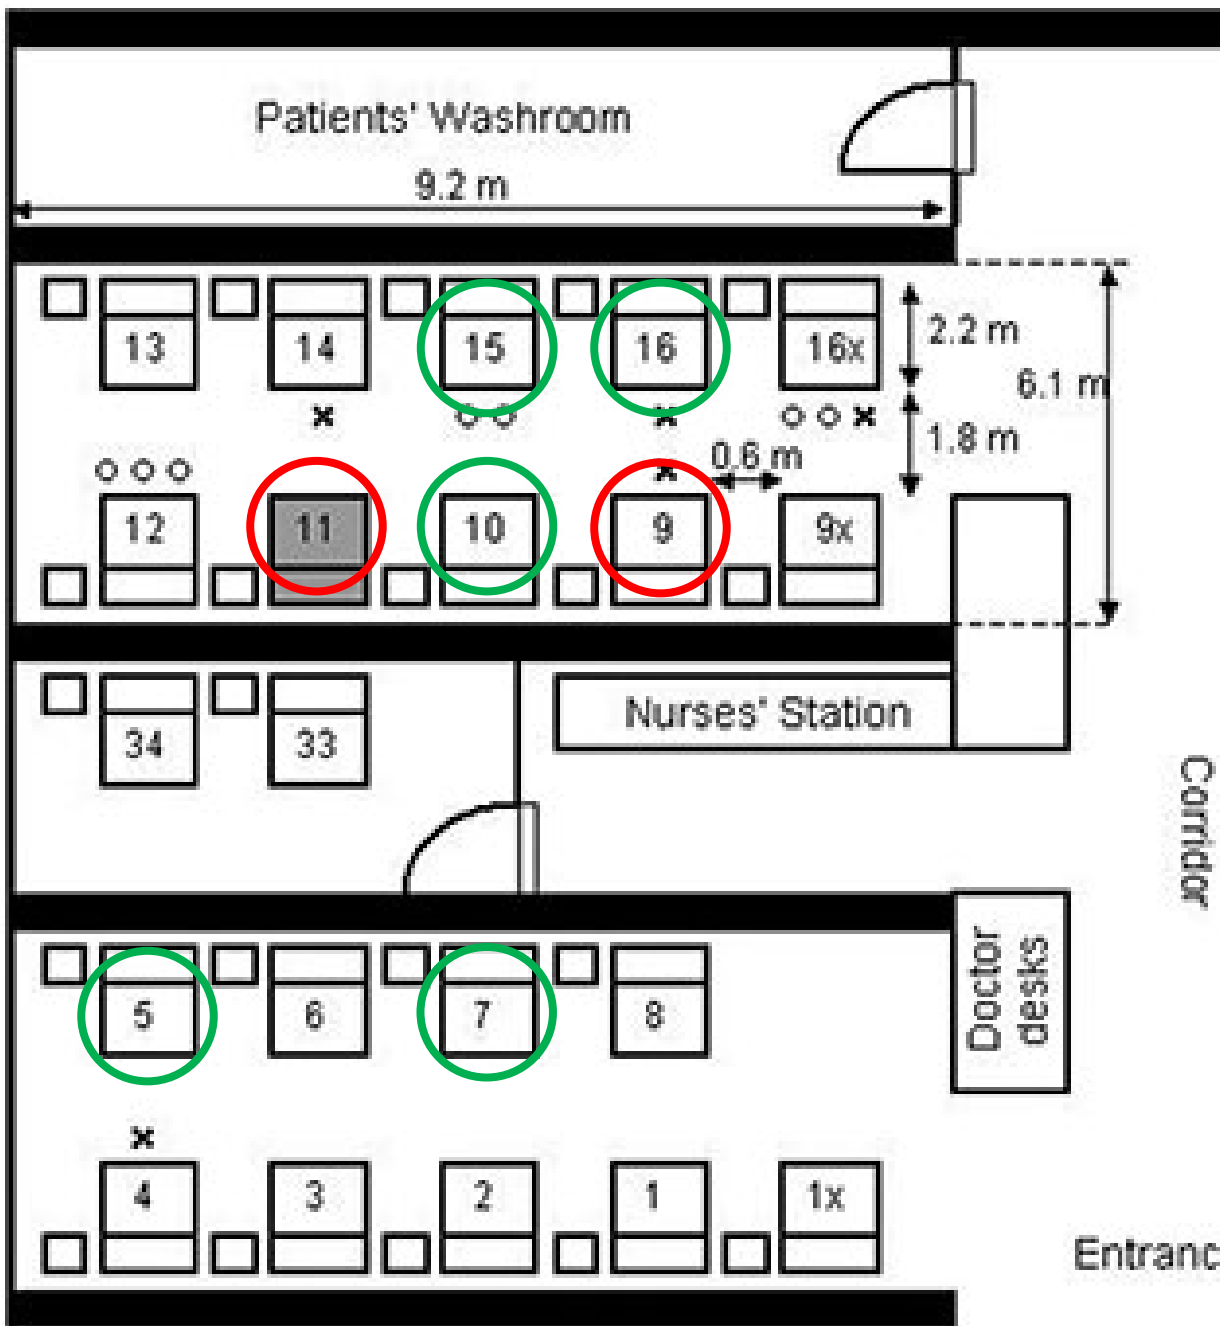 Patients' Washroom
9.2 m
13 14 15 16 16x
2.2 m
6.1 m
1.8 m
0.6 m
12 11 10 9 9x
34 33
Nurses' Station
Corridor
5 6 7 8
Doctor
desks
4 3 2 1 1x
Entranc